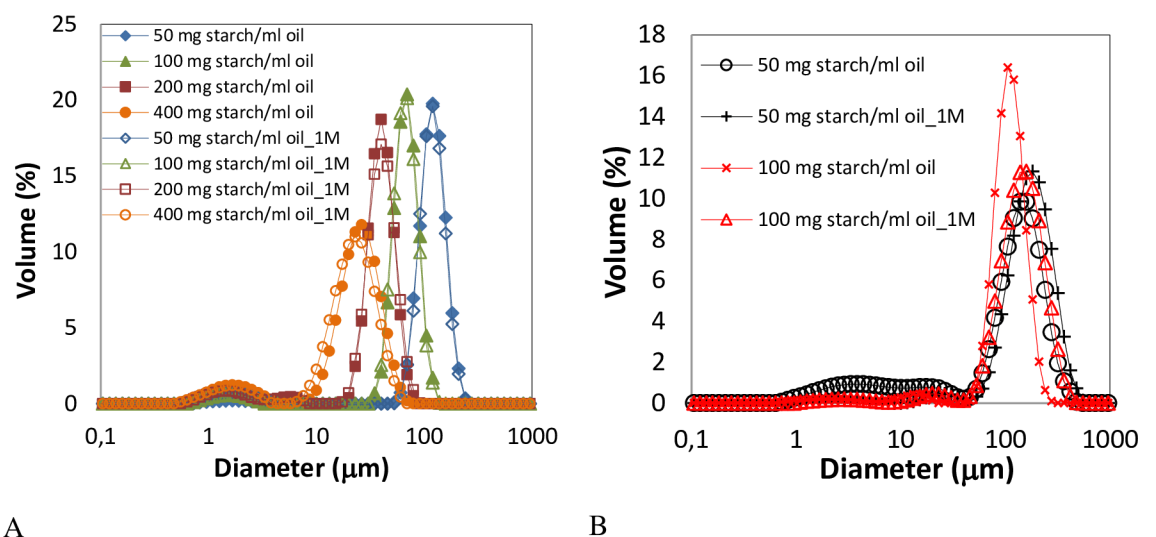 25
20
15
10
5
0
Volume (%)
50 mg starch/ml oil
100 mg starch/ml oil
200 mg starch/ml oil
400 mg starch/ml oil
50 mg starch/ml oil_1M
100 mg starch/ml oil_1M
200 mg starch/ml oil_1M
400 mg starch/ml oil_1M
0,1 1 10 100 1000
Diameter (µm)
A
18
16
14
12
10
8
6
4
2
0
Volume (%)
50 mg starch/ml oil
50 mg starch/ml oil_1M
100 mg starch/ml oil
100 mg starch/ml oil_1M
0,1 1 10 100 1000
Diameter (µm)
B